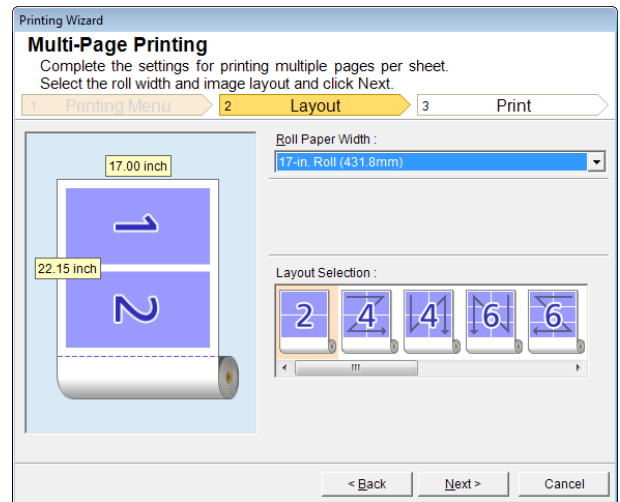 Printing Wizard
Multi-Page Printing
Complete the settings for printing multiple pages per sheet.
Select the roll width and image layout and click Next.
1 Printing Menu 2 Layout 3 Print
Roll Paper Width :
17-in. Roll (431.8mm)
17.00 inch
1
22.15 inch
2
Layout Selection :
2 4 4 6 6
< Back Next > Cancel